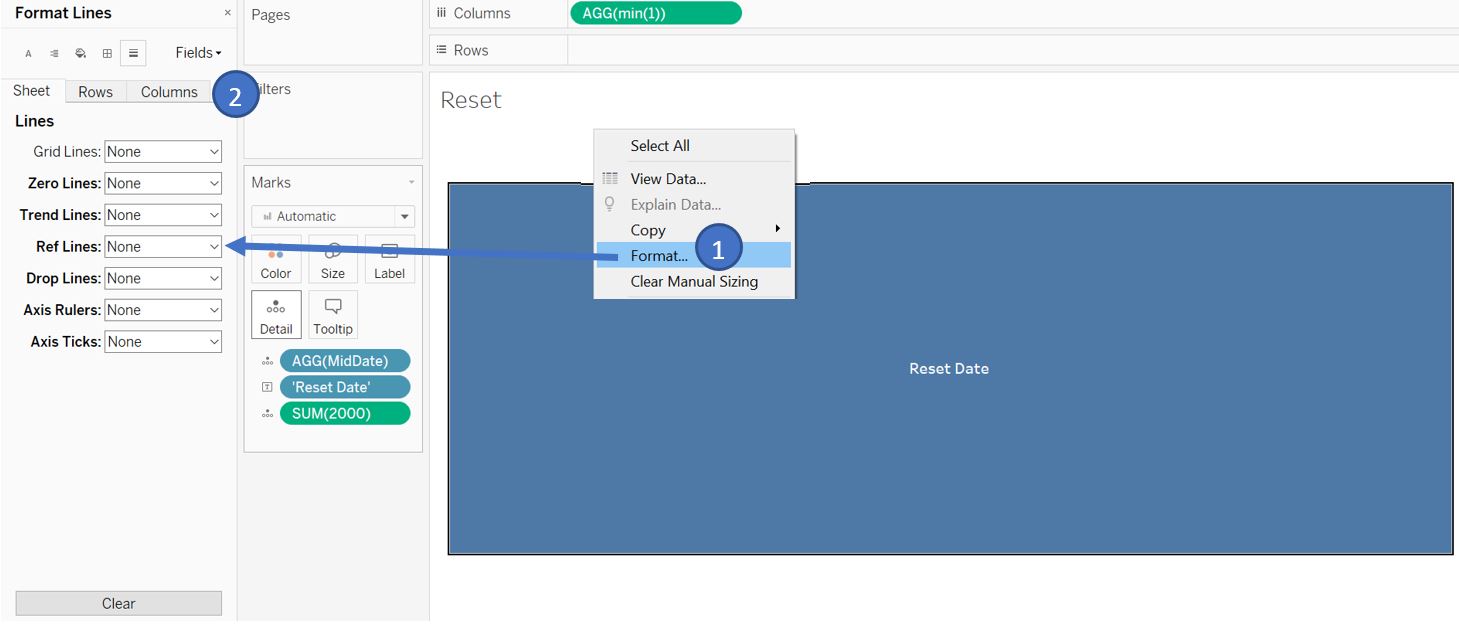 Format Lines
×
A
Fields
Sheet
Rows
Columns
Lines
Grid Lines: None
Zero Lines: None
Trend Lines: None
Ref Lines: None
Drop Lines: None
Axis Rulers: None
Axis Ticks: None
Clear
2
Pages
ilters
Marks
Automatic
Color
Size
Label
Detail
Tooltip
AGG(MidDate)
T
'Reset Date'
SUM(2000)
Columns
AGG(min(1))
Rows
Reset
Select All
View Data...
Explain Data...
Copy
Format...
1
Clear Manual Sizing
Reset Date